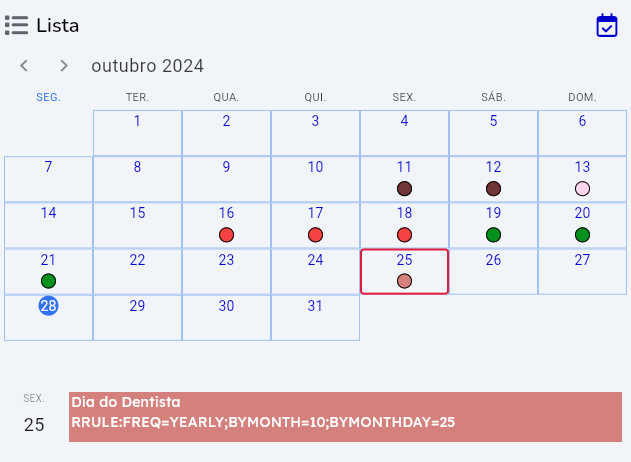 Lista
outubro 2024
SEG. TER. QUA. QUI. SEX. SÁB. DOM.
1 2 3 4 5 6
7 8 9 10 11 12 13
14 15 16 17 18 19 20
21 22 23 24 25 26 27
28 29 30 31
SEX.
25
Dia do Dentista
RRULE:FREQ=YEARLY;BYMONTH=10;BYMONTHDAY=25